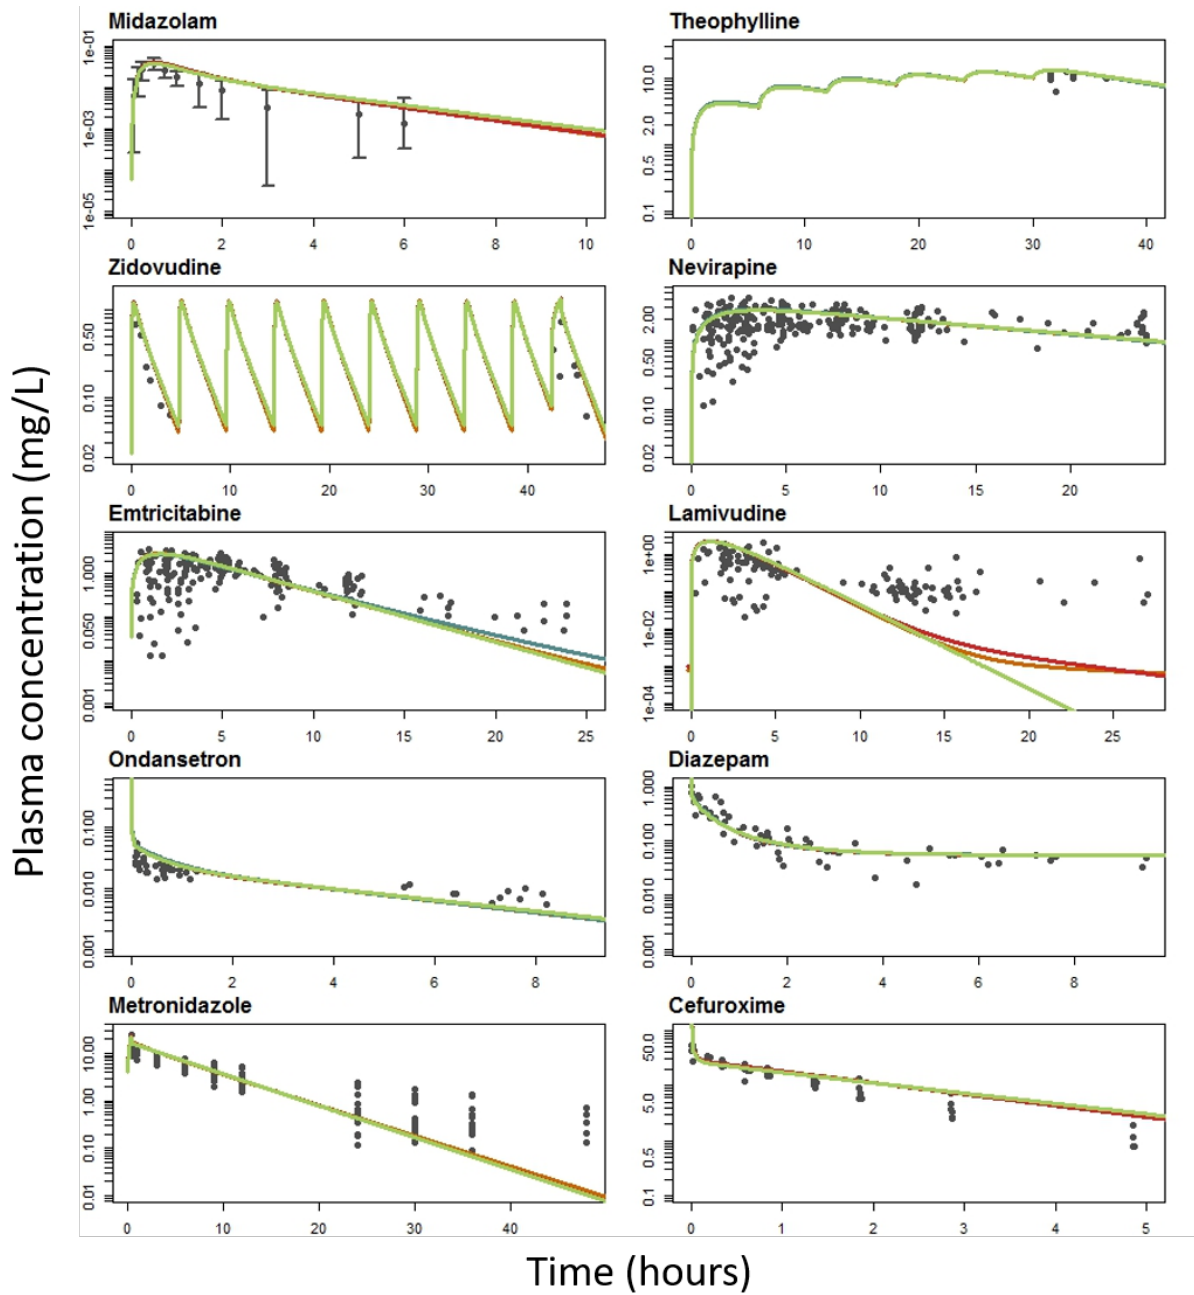 Plasma concentration (mg/L)
Midazolam
1e-01
1e-03
1e-05
0 2 4 6 8 10
Theophylline
10.0
2.0
0.5
0.1
0 10 20 30 40
Zidovudine
0.50
0.10
0.02
0 10 20 30 40
Nevirapine
2.00
0.50
0.10
0.02
0 5 10 15 20
Emtricitabine
1.000
0.050
0.001
0 5 10 15 20 25
Lamivudine
1e+00
1e-02
1e-04
0 5 10 15 20 25
Ondansetron
0.100
0.010
0.001
0 2 4 6 8
Diazepam
1.000
0.100
0.010
0.001
0 2 4 6 8
Metronidazole
10.00
1.00
0.10
0.01
0 10 20 30 40
Cefuroxime
50.0
5.0
0.5
0.1
0 1 2 3 4 5
Time (hours)